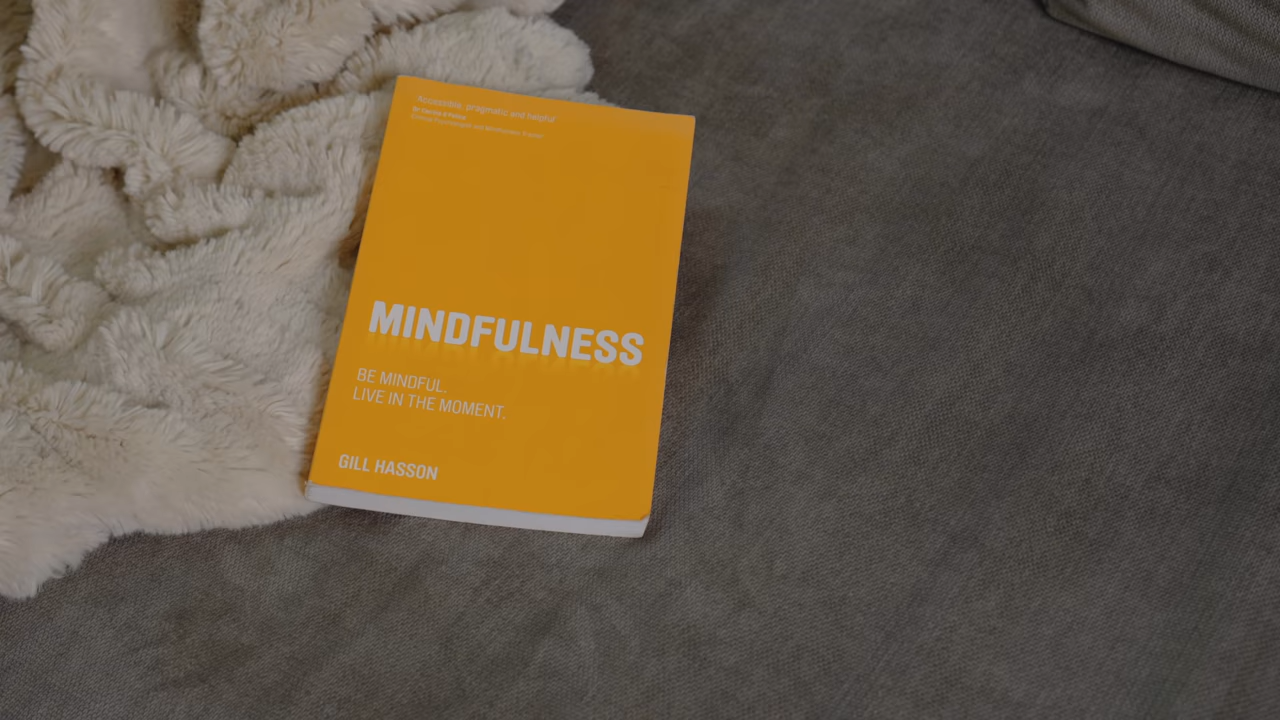 Accessible, pragmatic and helpful
MINDFULNESS
BE MINDFUL.
LIVE IN THE MOMENT.
GILL HASSON